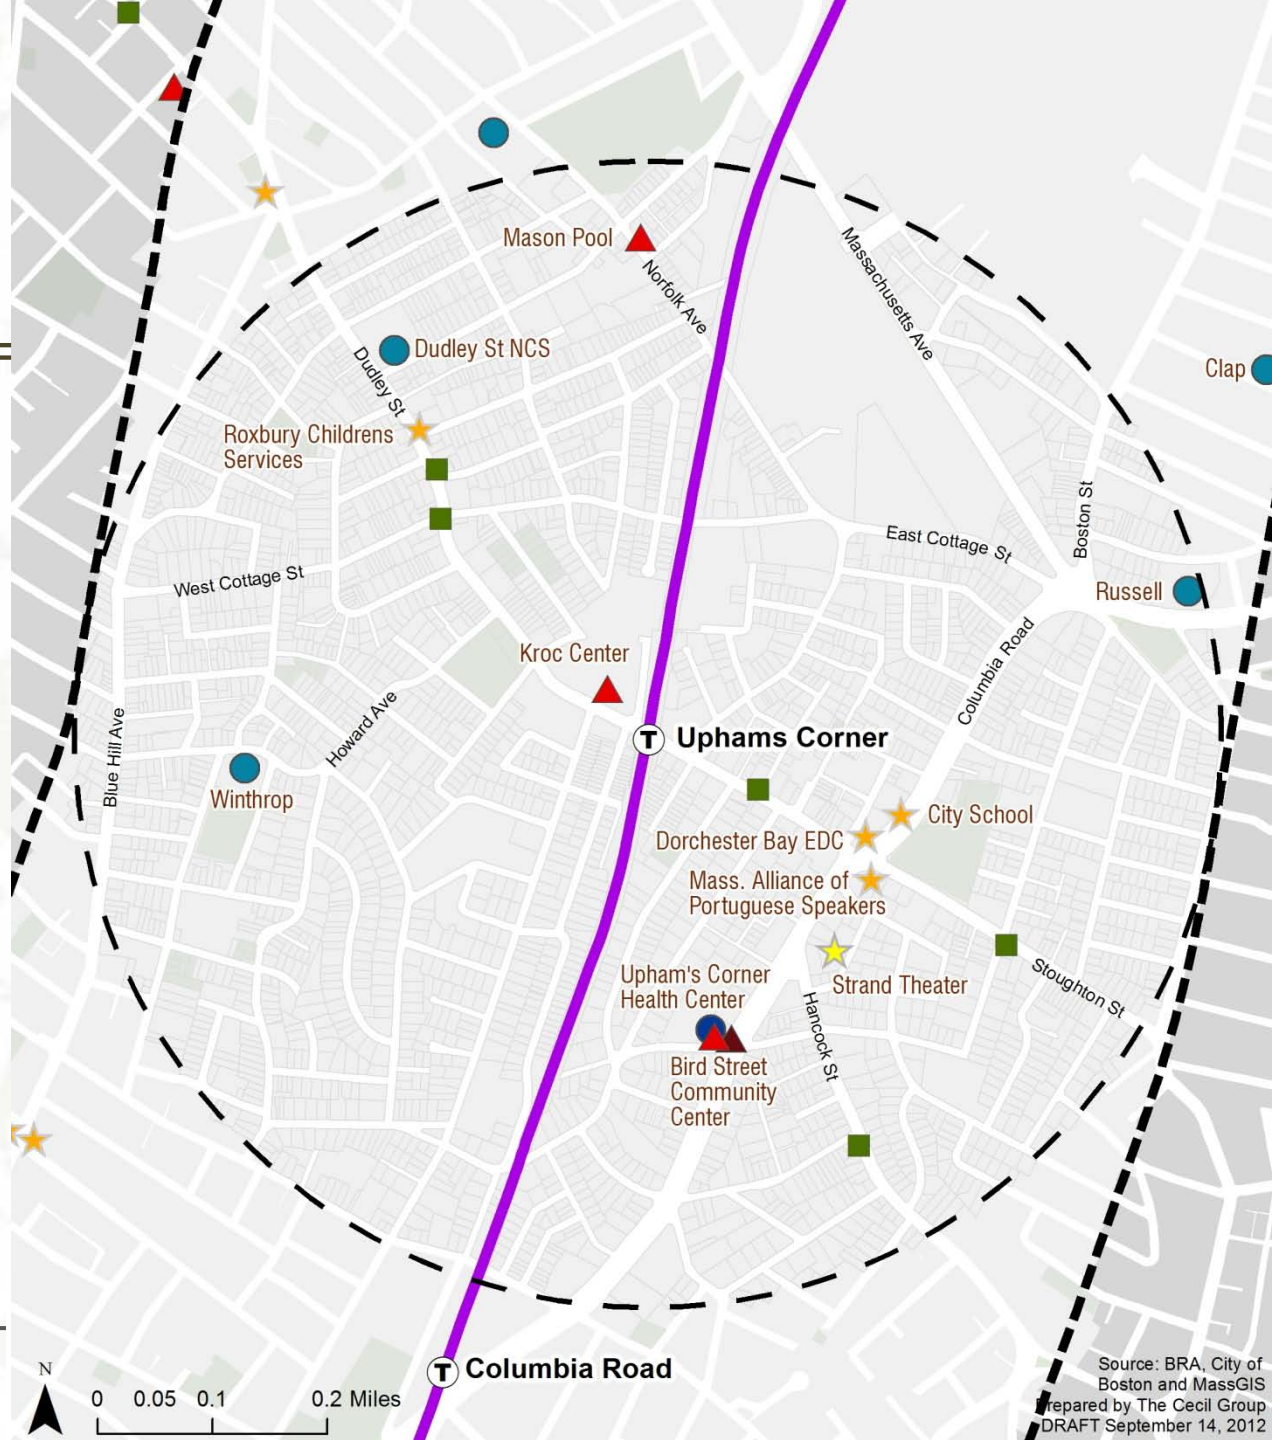 Mason Pool
Norfolk Ave
Massachusetts Ave
Dudley St NCS
Dudley St
Clap
Roxbury Childrens
Services
Boston St
East Cottage St
West Cottage St
Russell
Kroc Center
Columbia Road
Howard Ave
Blue Hill Ave
T
Uphams Corner
Winthrop
City School
Dorchester Bay EDC
Mass. Alliance of
Portuguese Speakers
Upham's Corner
Health Center
Strand Theater
Stoughton St
Hancock St
Bird Street
Community
Center
T
Columbia Road
N
0 0.05 0.1 0.2 Miles
Source: BRA, City of
Boston and MassGIS
Prepared by The Cecil Group
DRAFT September 14, 2012